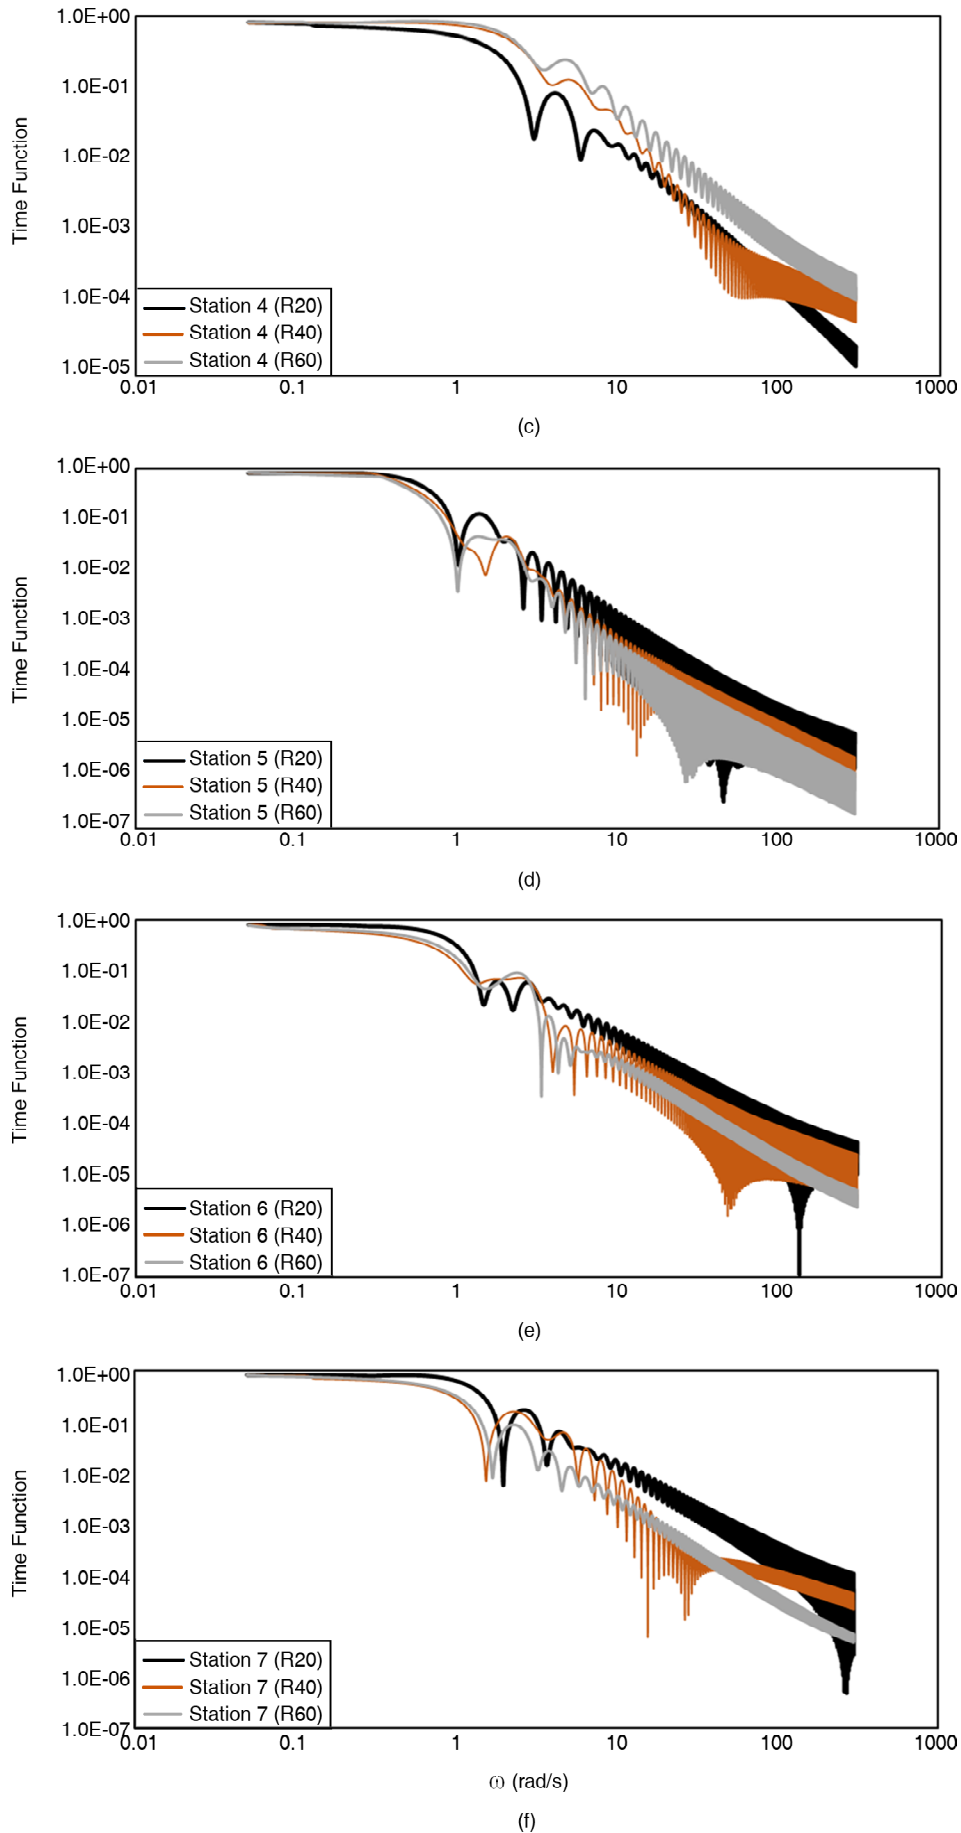 1.0E+00
1.0E-01
1.0E-02
1.0E-03
1.0E-04
1.0E-05
Time Function
Station 4 (R20)
Station 4 (R40)
Station 4 (R60)
0.01 0.1 1 10 100 1000
(c)
1.0E+00
1.0E-01
1.0E-02
1.0E-03
1.0E-04
1.0E-05
1.0E-06
1.0E-07
Time Function
Station 5 (R20)
Station 5 (R40)
Station 5 (R60)
0.01 0.1 1 10 100 1000
(d)
1.0E+00
1.0E-01
1.0E-02
1.0E-03
1.0E-04
1.0E-05
1.0E-06
1.0E-07
Time Function
Station 6 (R20)
Station 6 (R40)
Station 6 (R60)
0.01 0.1 1 10 100 1000
(e)
1.0E+00
1.0E-01
1.0E-02
1.0E-03
1.0E-04
1.0E-05
1.0E-06
1.0E-07
Time Function
Station 7 (R20)
Station 7 (R40)
Station 7 (R60)
0.01 0.1 1 10 100 1000
ω (rad/s)
(f)